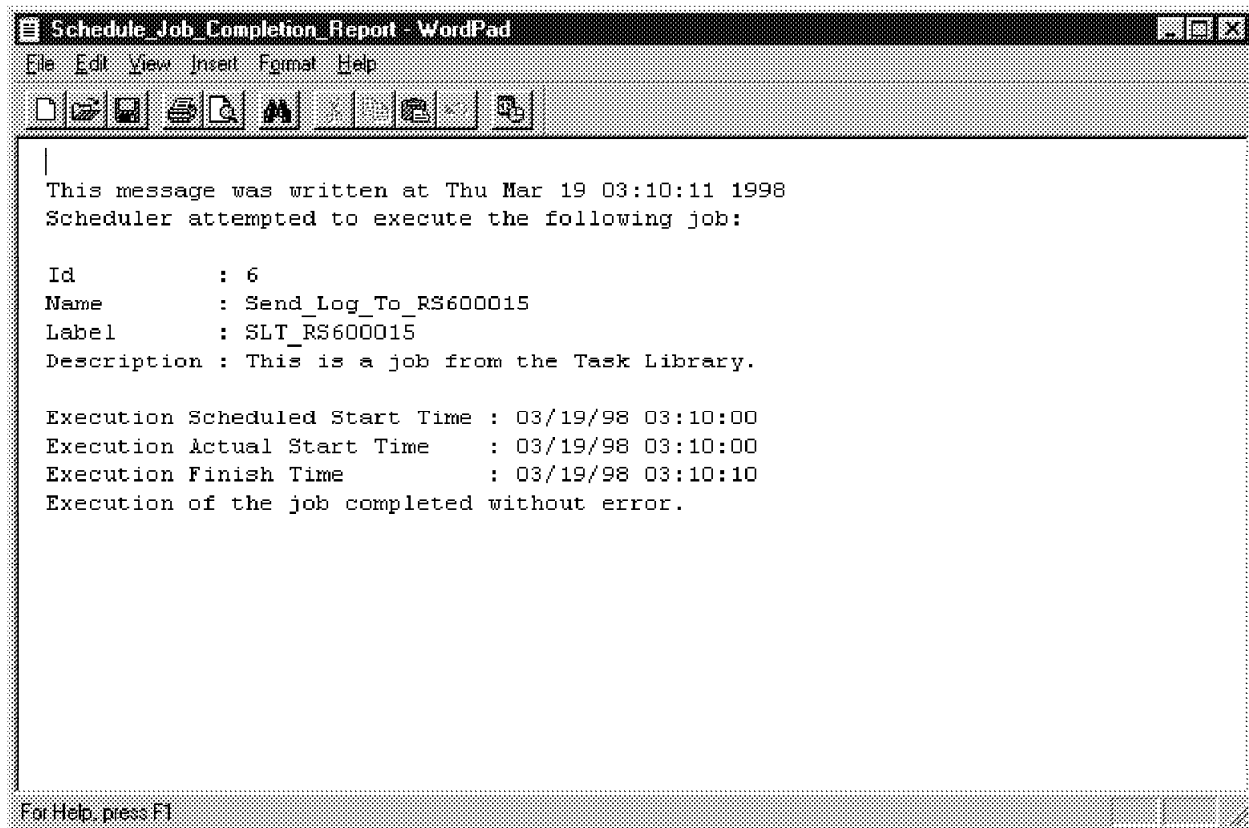 Schedule_Job_Completion_Report - WordPad
File Edit View Insert Format Help
This message was written at Thu Mar 19 03:10:11 1998
Scheduler attempted to execute the following job:
Id : 6
Name : Send_Log_To_RS600015
Label : SLT_RS600015
Description : This is a job from the Task Library.
Execution Scheduled Start Time : 03/19/98 03:10:00
Execution Actual Start Time : 03/19/98 03:10:00
Execution Finish Time : 03/19/98 03:10:10
Execution of the job completed without error.
For Help, press F1